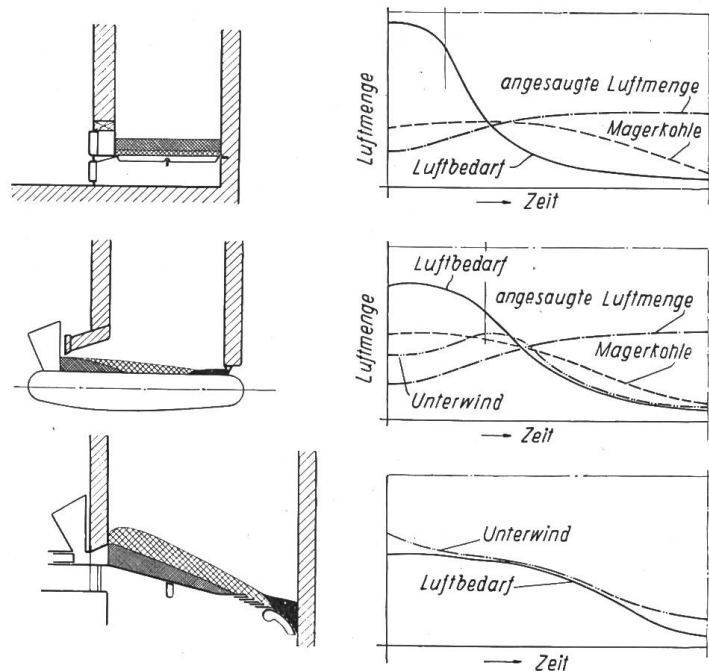 Luftmenge
angesaugte Luftmenge
Magerkohle
Luftbedarf
Zeit
Luftmenge
Luftbedarf
angesaugte Luftmenge
Magerkohle
Unterwind
Zeit
Unterwind
Luftbedarf
Zeit